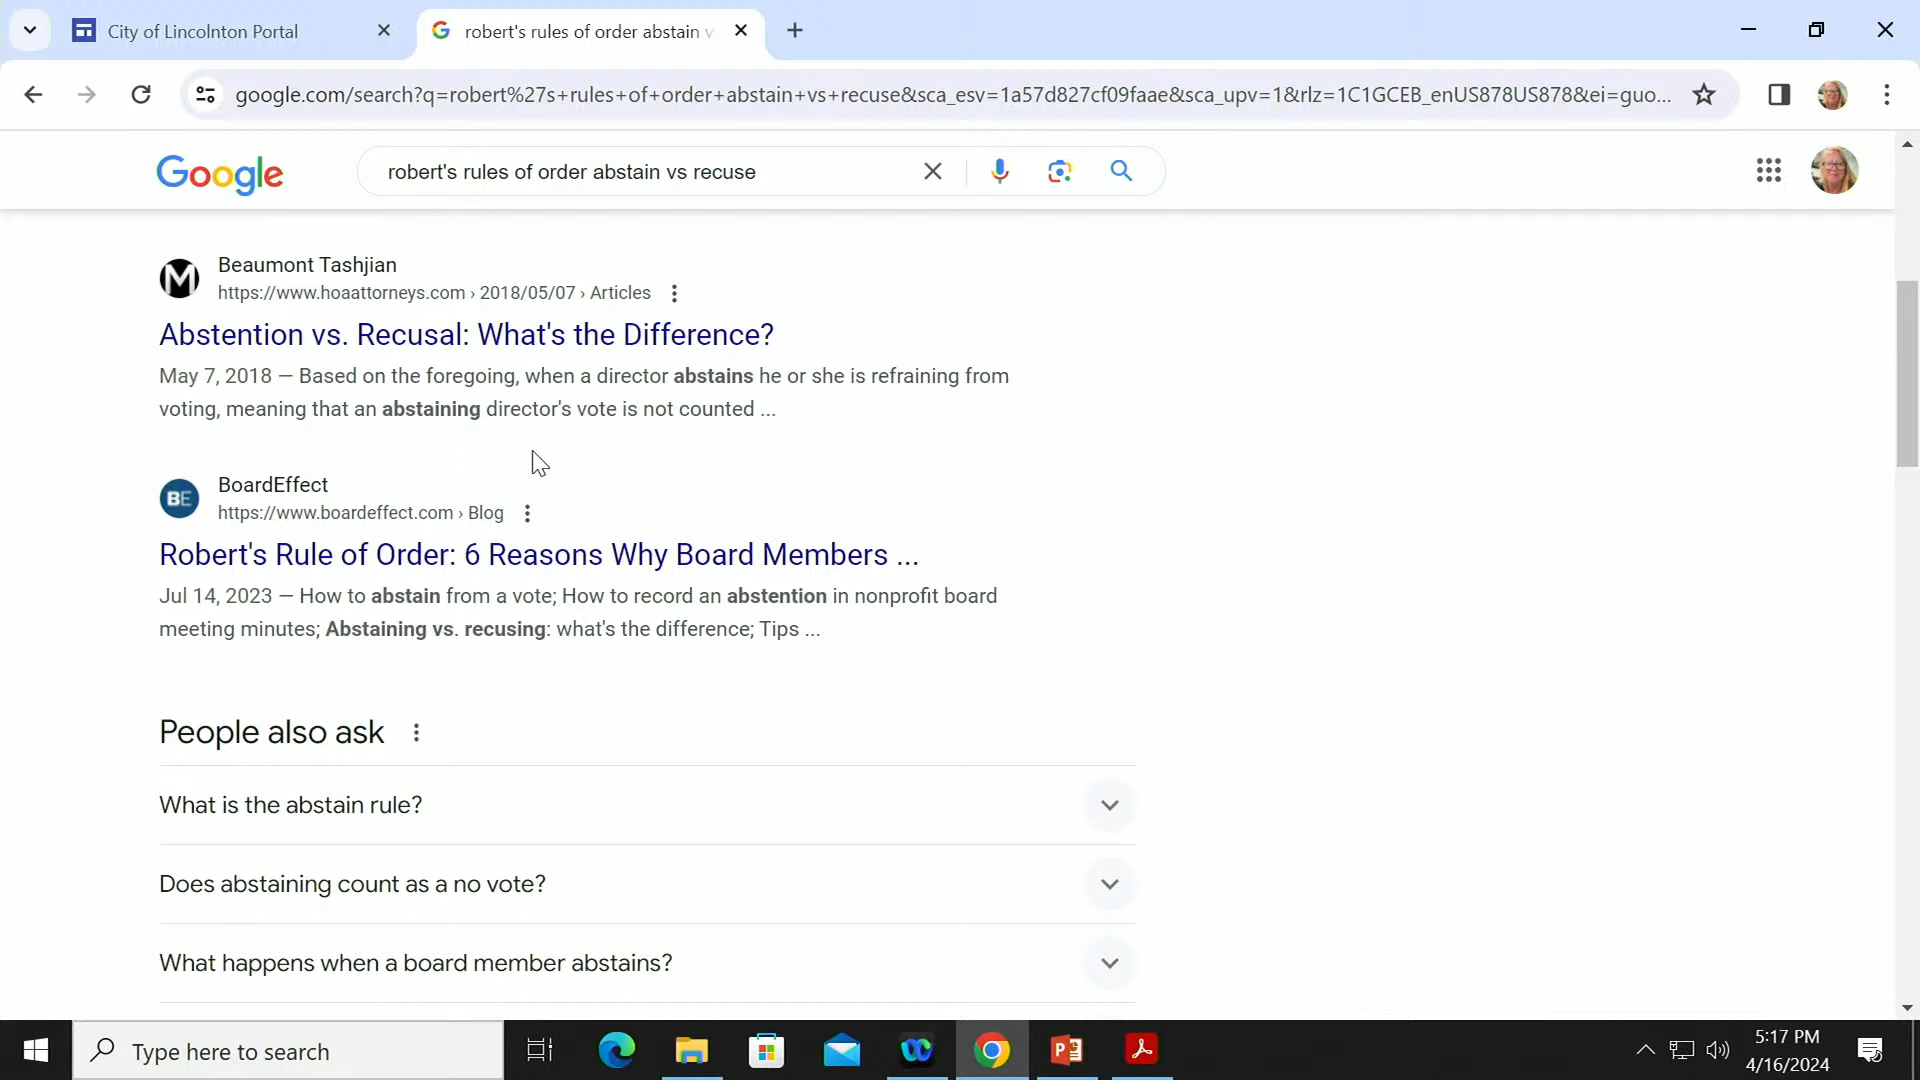 City of Lincolnton Portal
robert's rules of order abstain v
google.com/search?q=robert%27s+rules+of+order+abstain+vs+recuse&sca_esv=1a57d827cf09faae&sca_upv=1&rlz=1C1GCEB_enUS878US878&ei=guo...
Google
robert's rules of order abstain vs recuse
M
Beaumont Tashjian
https://www.hoaattorneys.com › 2018/05/07 › Articles
Abstention vs. Recusal: What's the Difference?
May 7, 2018 — Based on the foregoing, when a director abstains he or she is refraining from
voting, meaning that an abstaining director's vote is not counted ...
BE
BoardEffect
https://www.boardeffect.com › Blog
Robert's Rule of Order: 6 Reasons Why Board Members ...
Jul 14, 2023 — How to abstain from a vote; How to record an abstention in nonprofit board
meeting minutes; Abstaining vs. recusing: what's the difference; Tips ...
People also ask
What is the abstain rule?
Does abstaining count as a no vote?
What happens when a board member abstains?
Type here to search
5:17 PM
4/16/2024